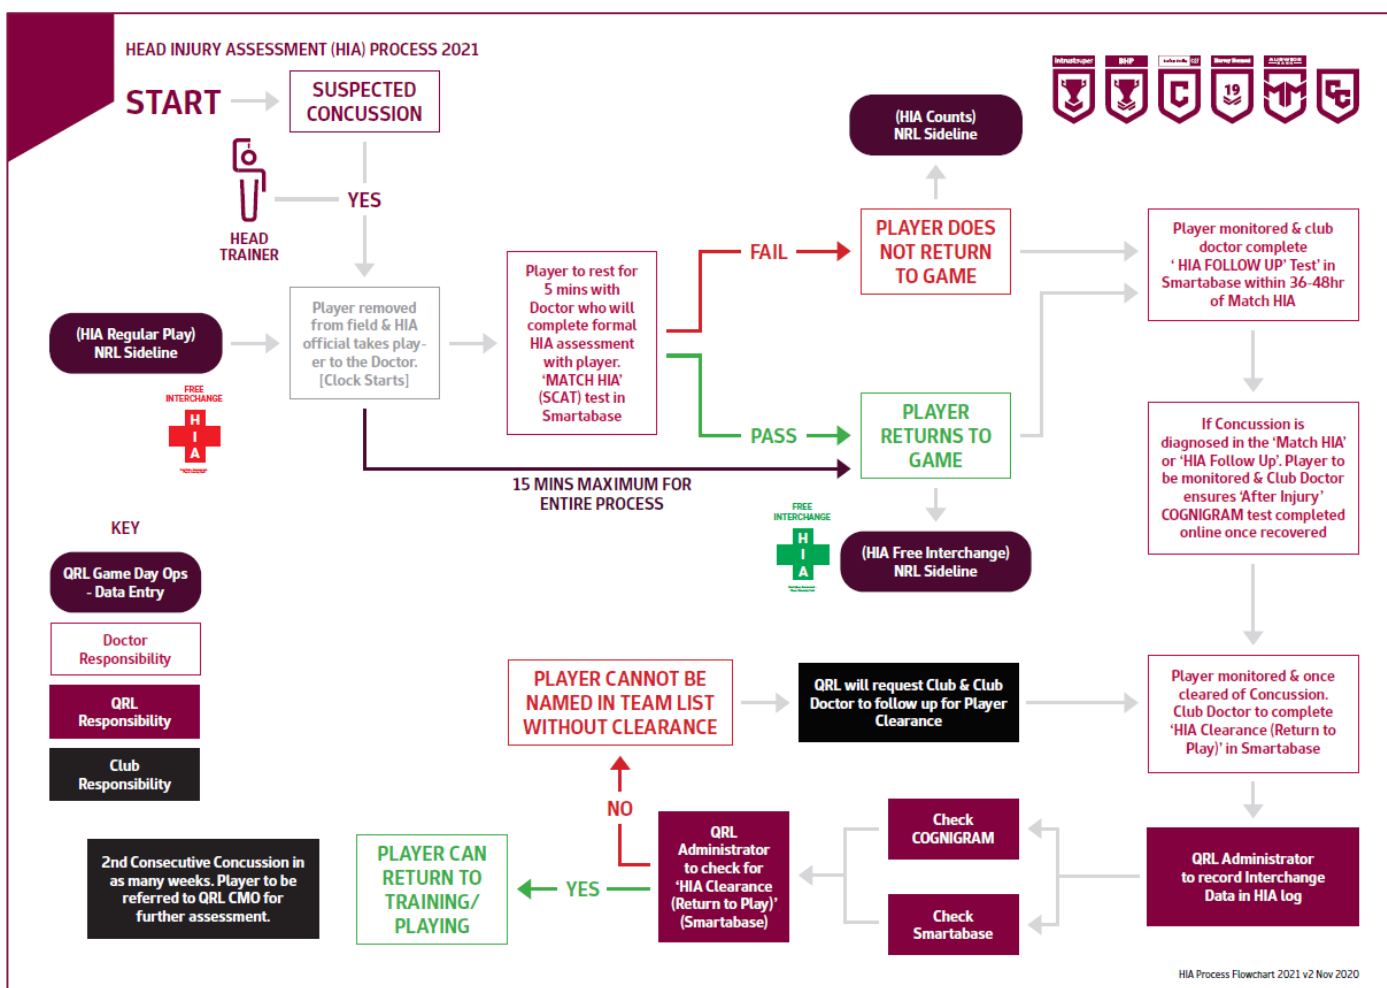 HEAD INJURY ASSESSMENT (HIA) PROCESS 2021
START
SUSPECTED
CONCUSSION
YES
HEAD
TRAINER
(HIA Regular Play)
NRL Sideline
FREE
INTERCHANGE
H
I
A
Player removed
from field & HIA
official takes play-
er to the Doctor.
[Clock Starts]
Player to rest for
5 mins with
Doctor who will
complete formal
HIA assessment
with player.
‘MATCH HIA’
(SCAT) test in
Smartabase
15 MINS MAXIMUM FOR
ENTIRE PROCESS
FAIL
PASS
(HIA Counts)
NRL Sideline
PLAYER DOES
NOT RETURN
TO GAME
PLAYER
RETURNS TO
GAME
FREE
INTERCHANGE
H
I
A
(HIA Free Interchange)
NRL Sideline
intrustsuper
BHP
C
19
AUSWIDE
BANK
MM
CC
Player monitored & club
doctor complete
‘ HIA FOLLOW UP’ Test’ in
Smartabase within 36-48hr
of Match HIA
If Concussion is
diagnosed in the ‘Match HIA’
or ‘HIA Follow Up’. Player to
be monitored & Club Doctor
ensures ‘After Injury’
COGNIGRAM test completed
online once recovered
Player monitored & once
cleared of Concussion.
Club Doctor to complete
‘HIA Clearance (Return to
Play)’ in Smartabase
QRL Administrator
to record Interchange
Data in HIA log
Check
COGNIGRAM
Check
Smartabase
QRL
Administrator
to check for
‘HIA Clearance
(Return to Play)’
(Smartabase)
NO
PLAYER CANNOT BE
NAMED IN TEAM LIST
WITHOUT CLEARANCE
QRL will request Club & Club
Doctor to follow up for Player
Clearance
YES
PLAYER CAN
RETURN TO
TRAINING/
PLAYING
KEY
QRL Game Day Ops
- Data Entry
Doctor
Responsibility
QRL
Responsibility
Club
Responsibility
2nd Consecutive Concussion in
as many weeks. Player to be
referred to QRL CMO for
further assessment.
HIA Process Flowchart 2021 v2 Nov 2020